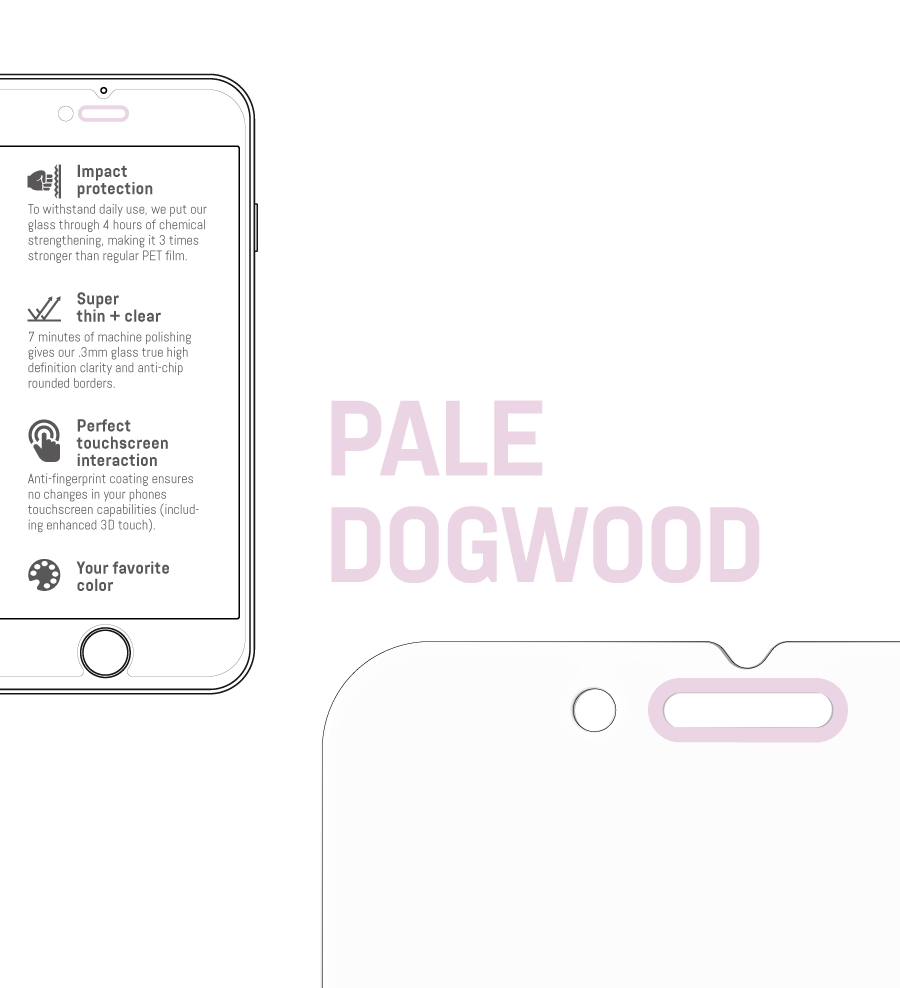 Impact
protection
To withstand daily use, we put our
glass through 4 hours of chemical
strengthening, making it 3 times
stronger than regular PET film.
Super
thin + clear
7 minutes of machine polishing
gives our .3mm glass true high
definition clarity and anti-chip
rounded borders.
Perfect
touchscreen
interaction
Anti-fingerprint coating ensures
no changes in your phones
touchscreen capabilities (includ-
ing enhanced 3D touch).
Your favorite
color
PALE
DOGWOOD